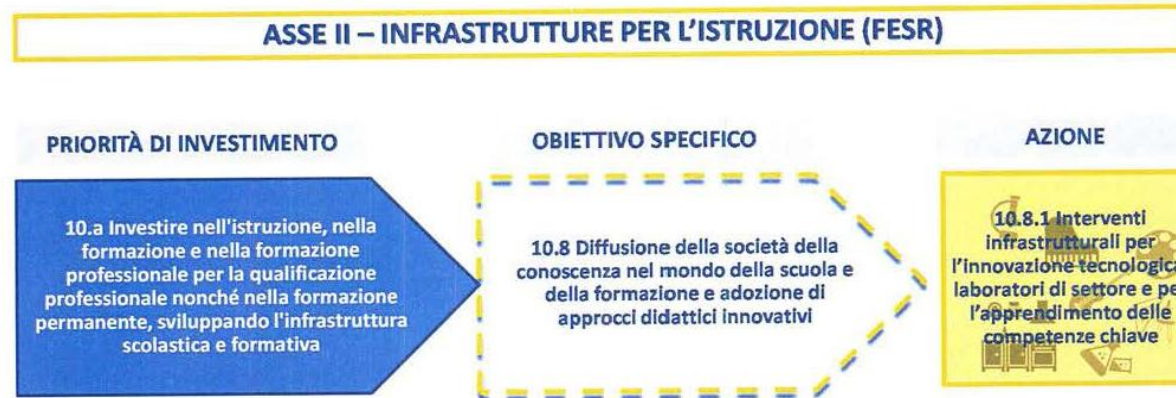 ASSE II – INFRASTRUTTURE PER L'ISTRUZIONE (FESR)
PRIORITÀ DI INVESTIMENTO
10.a Investire nell'istruzione, nella
formazione e nella formazione
professionale per la qualificazione
professionale nonché nella formazione
permanente, sviluppando l'infrastruttura
scolastica e formativa
OBIETTIVO SPECIFICO
10.8 Diffusione della società della
conoscenza nel mondo della scuola e
della formazione e adozione di
approcci didattici innovativi
AZIONE
10.8.1 Interventi
infrastrutturali per
l'innovazione tecnologic
laboratori di settore e pe
l'apprendimento delle
competenze chiave